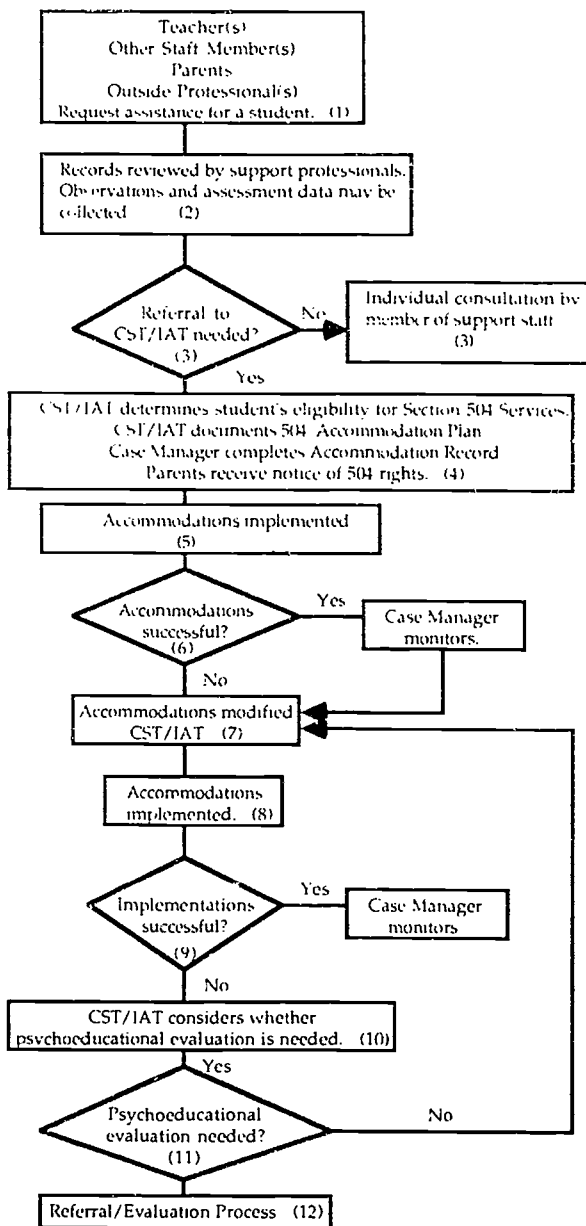 Teacher(s)
Other Staff Member(s)
Parents
Outside Professional(s)
Request assistance for a student. (1)
Records reviewed by support professionals.
Observations and assessment data may be
collected (2)
Referral to
CST/IAT needed?
(3)
No
Individual consultation by
member of support staff
(3)
Yes
CST/IAT determines student's eligibility for Section 504 Services.
CST/IAT documents 504 Accommodation Plan
Case Manager completes Accommodation Record
Parents receive notice of 504 rights. (4)
Accommodations implemented
(5)
Accommodations
successful?
(6)
Yes
Case Manager
monitors.
No
Accommodations modified
CST/IAT (7)
Accommodations
implemented. (8)
Implementations
successful?
(9)
Yes
Case Manager
monitors
No
CST/IAT considers whether
psychoeducational evaluation is needed. (10)
Yes
Psychoeducational
evaluation needed?
(11)
No
Referral/Evaluation Process (12)